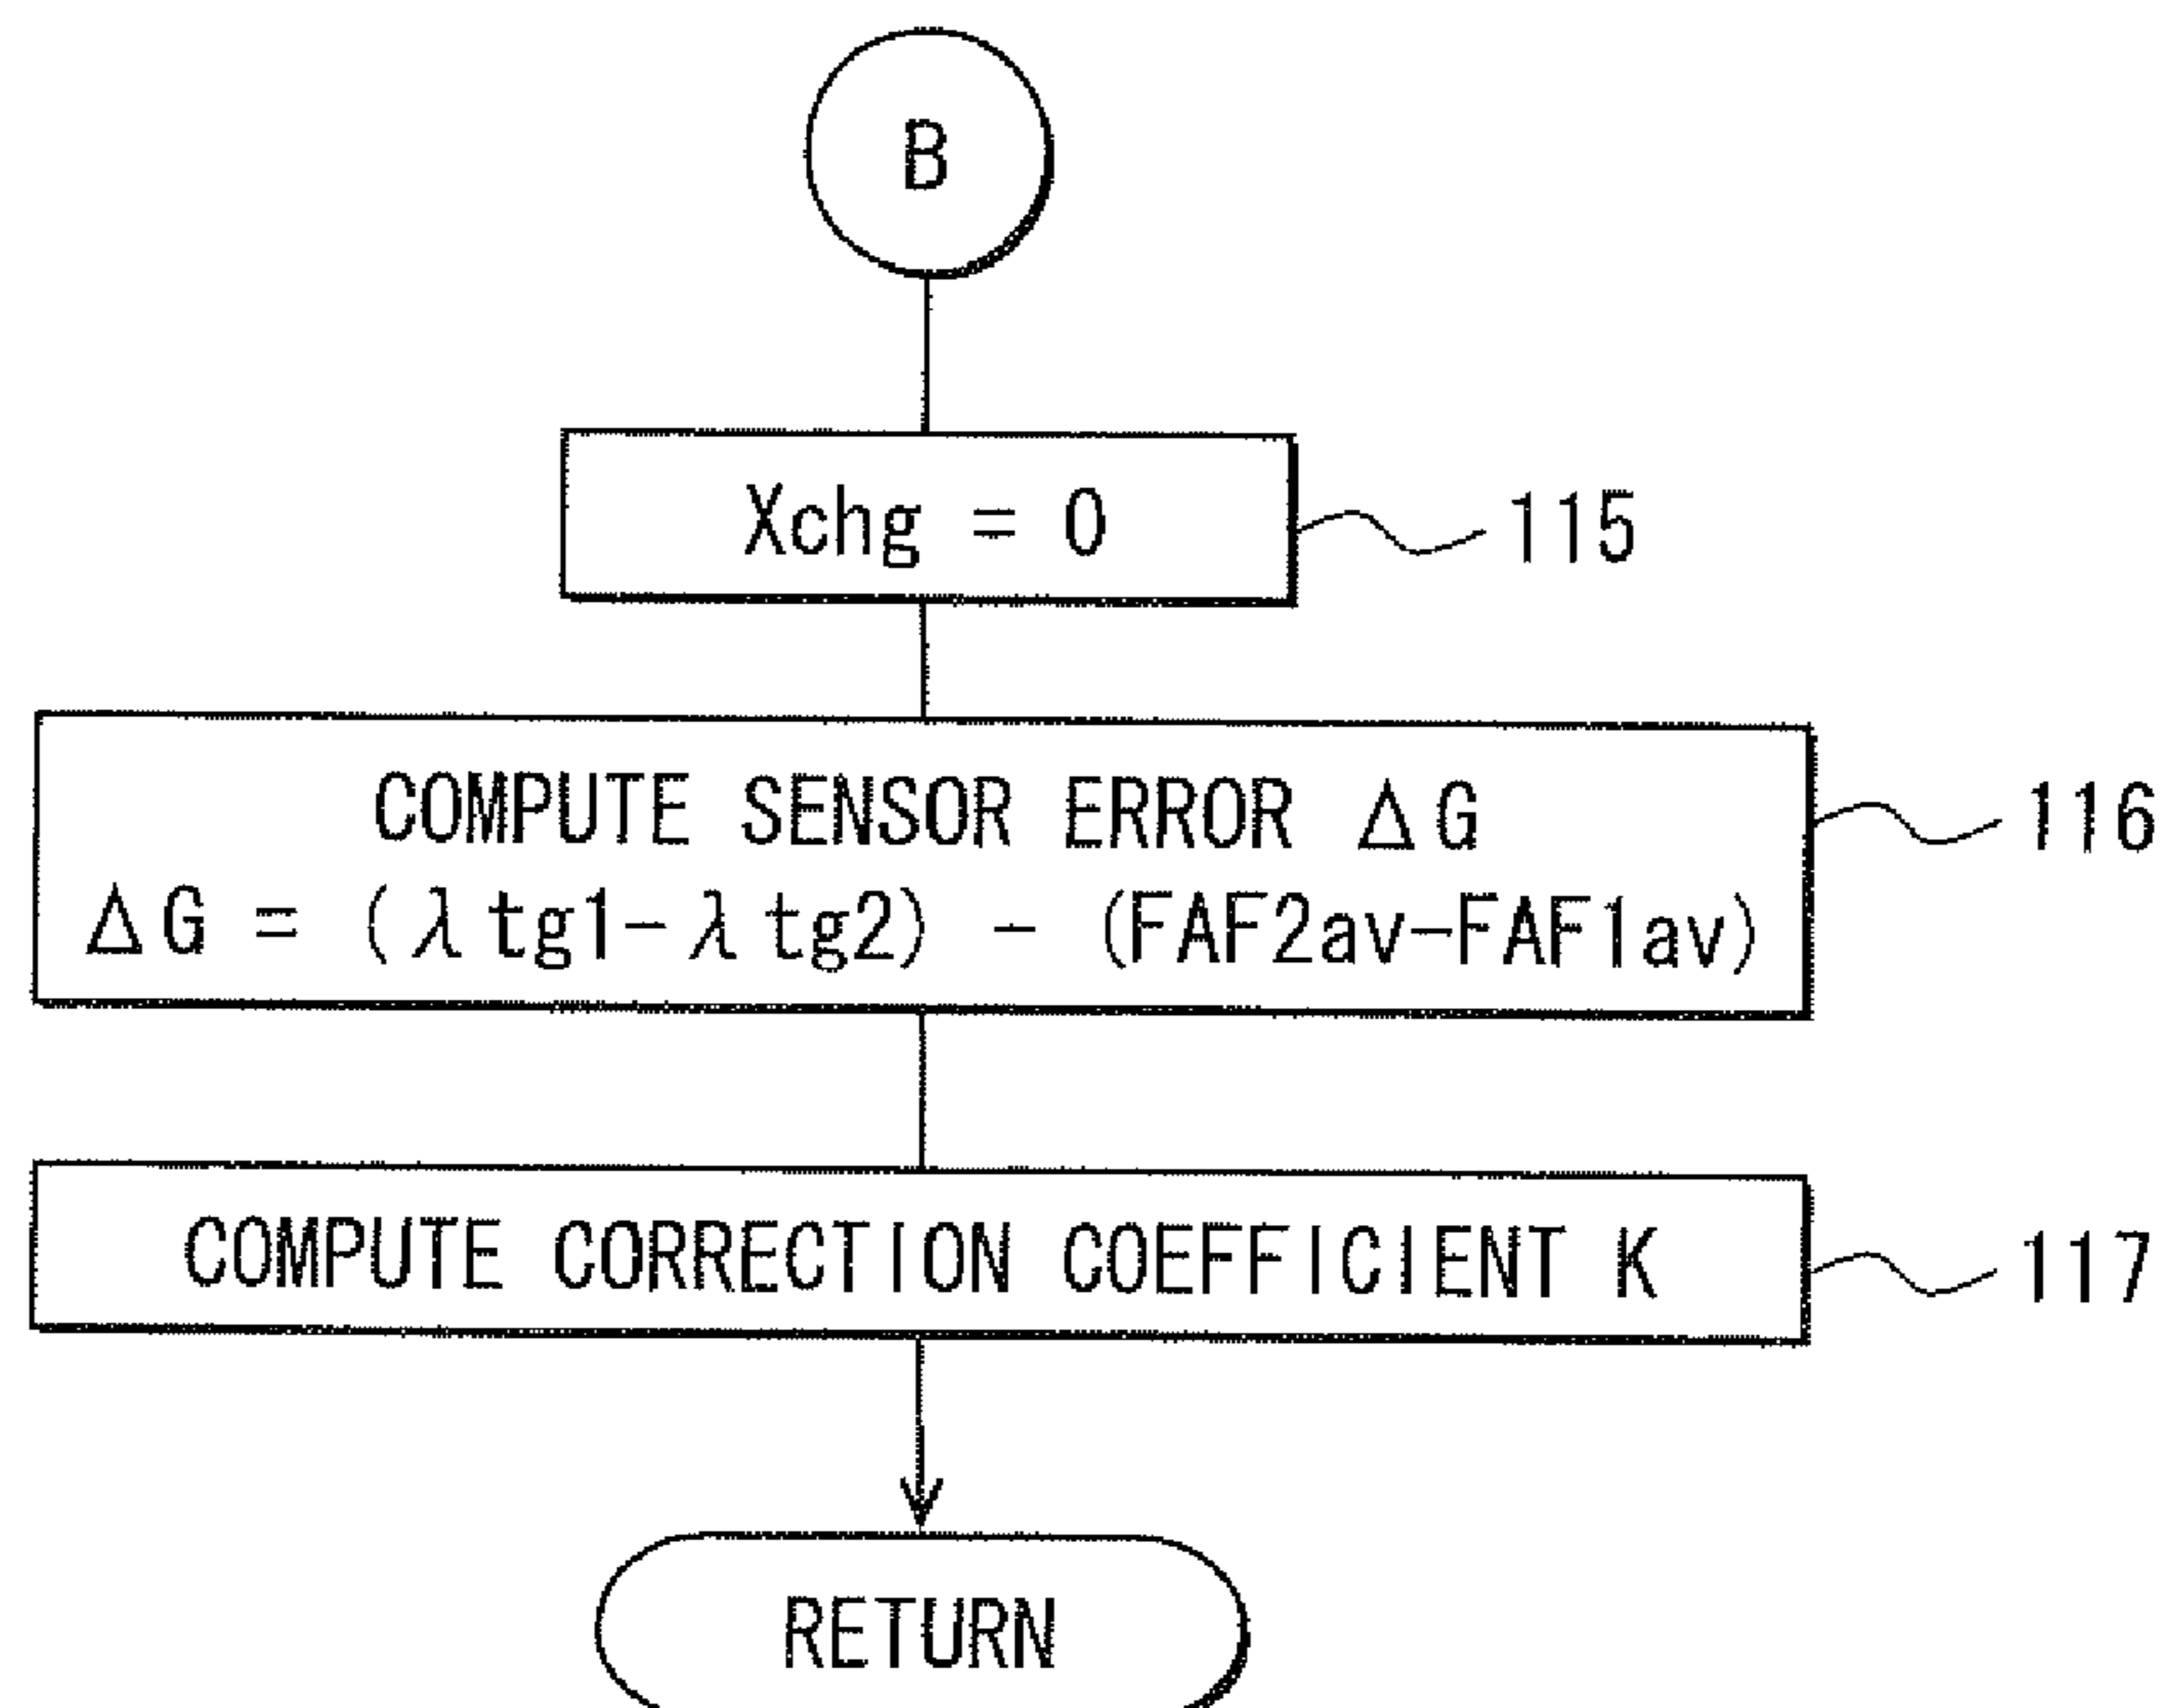 B
Xchg = 0
115
COMPUTE SENSOR ERROR ΔG
ΔG = (λtg1-λtg2) - (FAF2av-FAF1av)
116
COMPUTE CORRECTION COEFFICIENT K
117
RETURN